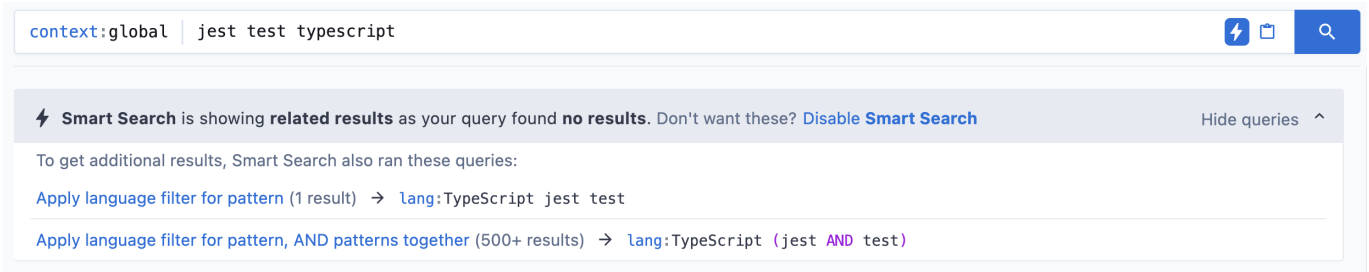 context:global jest test typescript
Smart Search is showing related results as your query found no results. Don't want these? Disable Smart Search Hide queries
To get additional results, Smart Search also ran these queries:
Apply language filter for pattern (1 result) → lang:TypeScript jest test
Apply language filter for pattern, AND patterns together (500+ results) → lang:TypeScript (jest AND test)